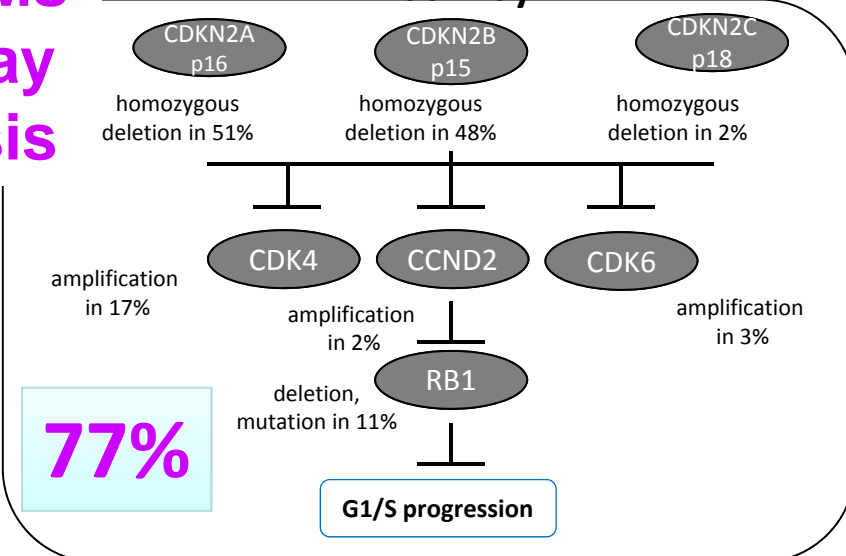 CDKN2A
p16
CDKN2B
p15
CDKN2C
p18
homozygous
deletion in 51%
homozygous
deletion in 48%
homozygous
deletion in 2%
CDK4
CCND2
CDK6
amplification
in 17%
amplification
in 2%
amplification
in 3%
RB1
deletion,
mutation in 11%
77%
G1/S progression